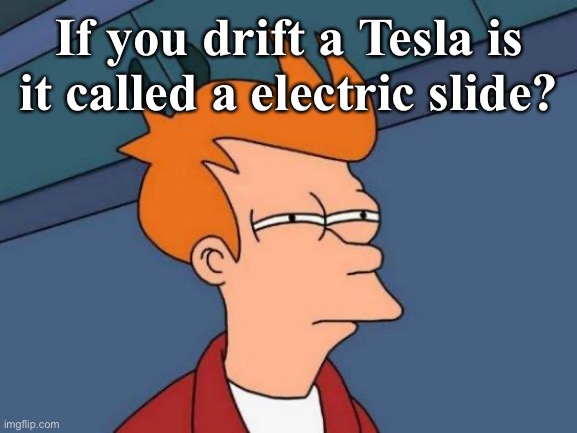 If you drift a Tesla is
it called a electric slide?
imgflip.com